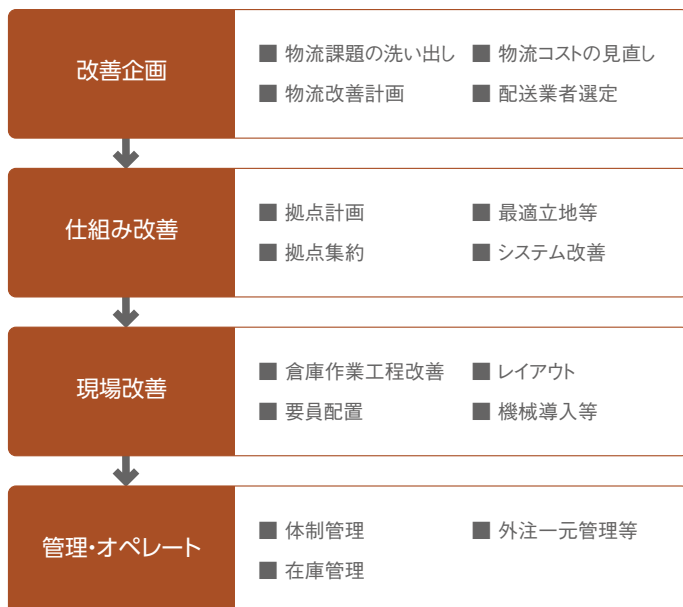 改善企画
■ 物流課題の洗い出し ■ 物流コストの見直し
■ 物流改善計画 ■ 配送業者選定
仕組み改善
■ 拠点計画 ■ 最適立地等
■ 拠点集約 ■ システム改善
現場改善
■ 倉庫作業工程改善 ■ レイアウト
■ 要員配置 ■ 機械導入等
管理・オペレート
■ 体制管理 ■ 外注一元管理等
■ 在庫管理